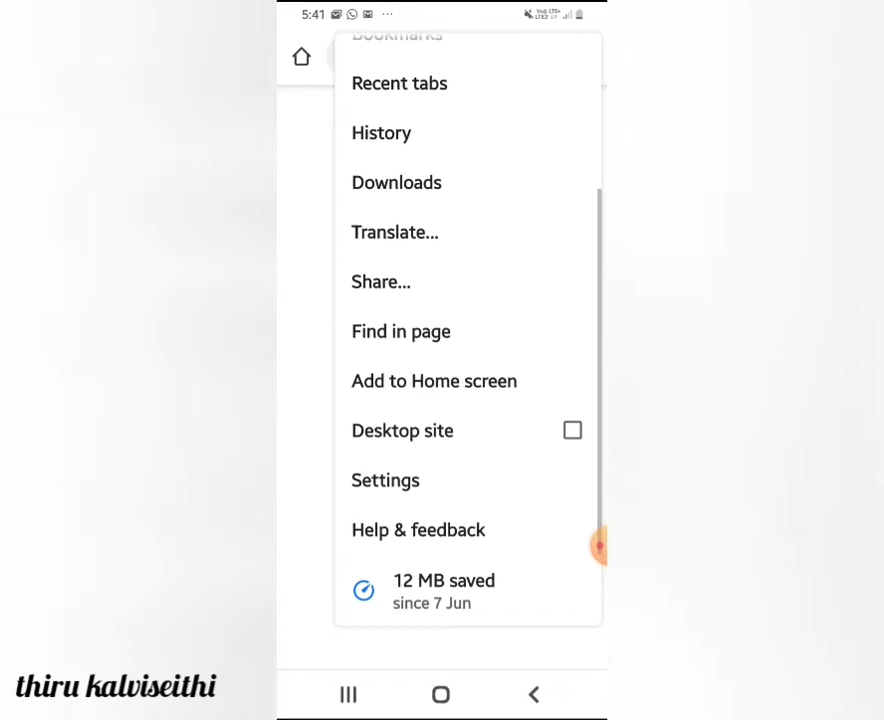 5:41
Bookmarks
Recent tabs
History
Downloads
Translate...
Share...
Find in page
Add to Home screen
Desktop site
Settings
Help & feedback
12 MB saved
since 7 Jun
thiru kalviseithi